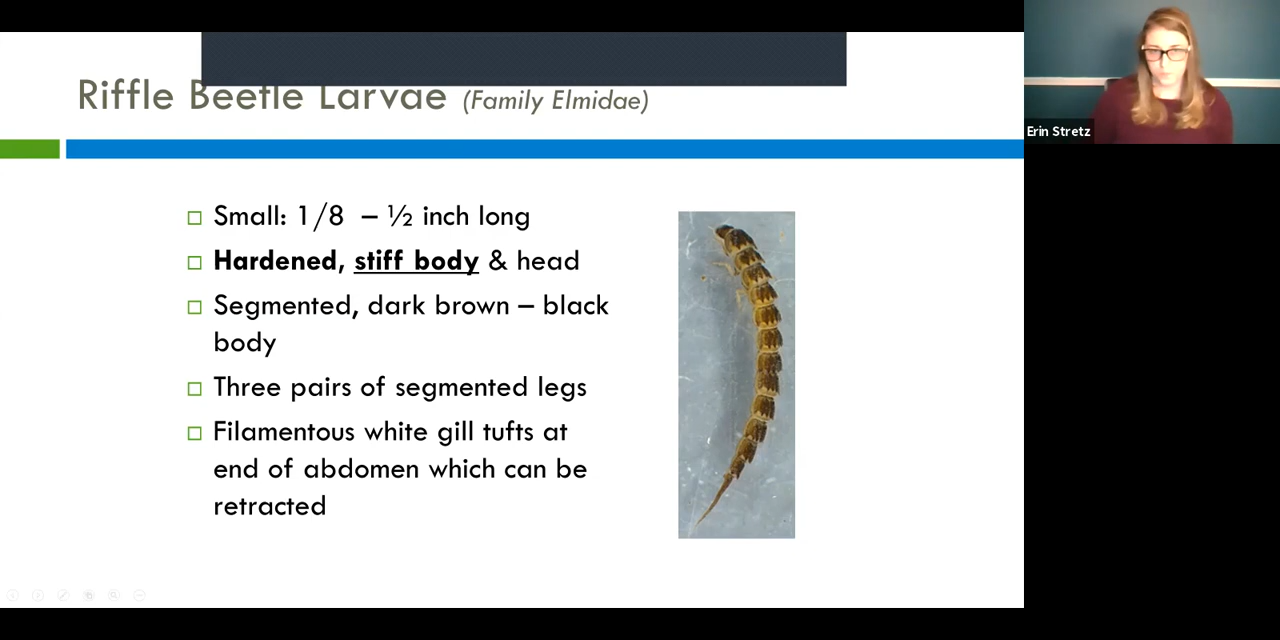 Riffle Beetle Larvae (Family Elmidae)
Erin Stretz
□ Small: 1/8 – ½ inch long
□ Hardened, stiff body & head
□ Segmented, dark brown – black
body
□ Three pairs of segmented legs
□ Filamentous white gill tufts at
end of abdomen which can be
retracted